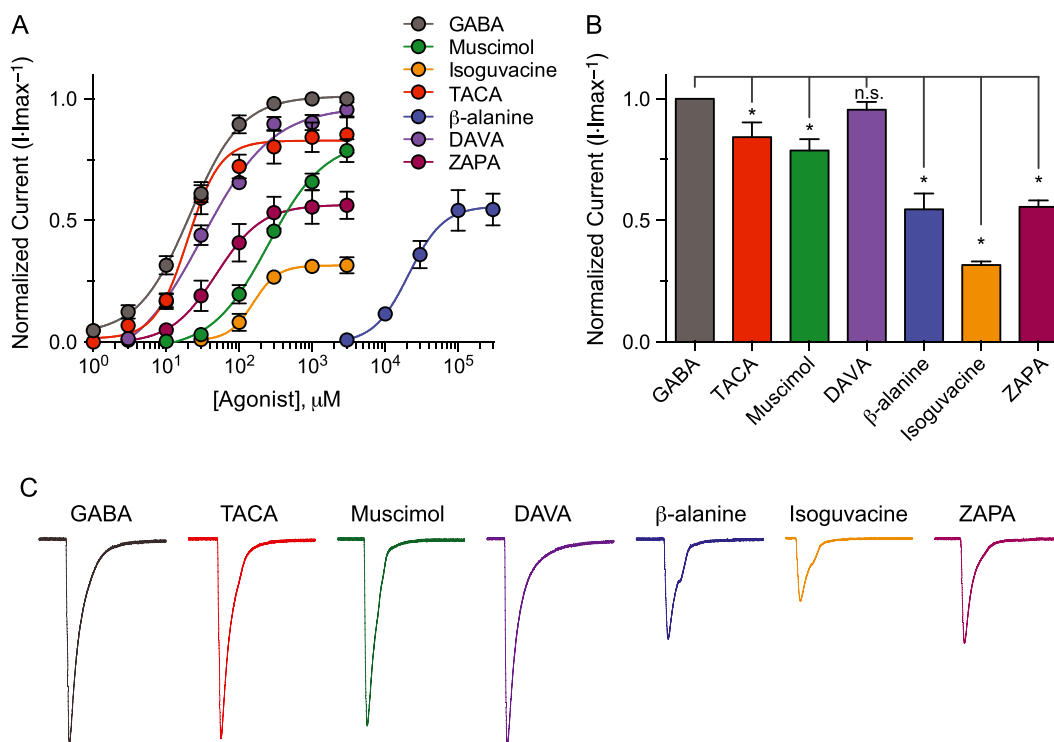 A
GABA
Muscimol
Isoguvacine
TACA
β-alanine
DAVA
ZAPA
Normalized Current (I·Imax⁻¹)
1.0
0.5
0.0
10⁰ 10¹ 10² 10³ 10⁴ 10⁵
[Agonist], μM
B
Normalized Current (I·Imax⁻¹)
1.0
0.5
0.0
* * n.s. * * *
GABA TACA Muscimol DAVA β-alanine Isoguvacine ZAPA
C
GABA TACA Muscimol DAVA β-alanine Isoguvacine ZAPA